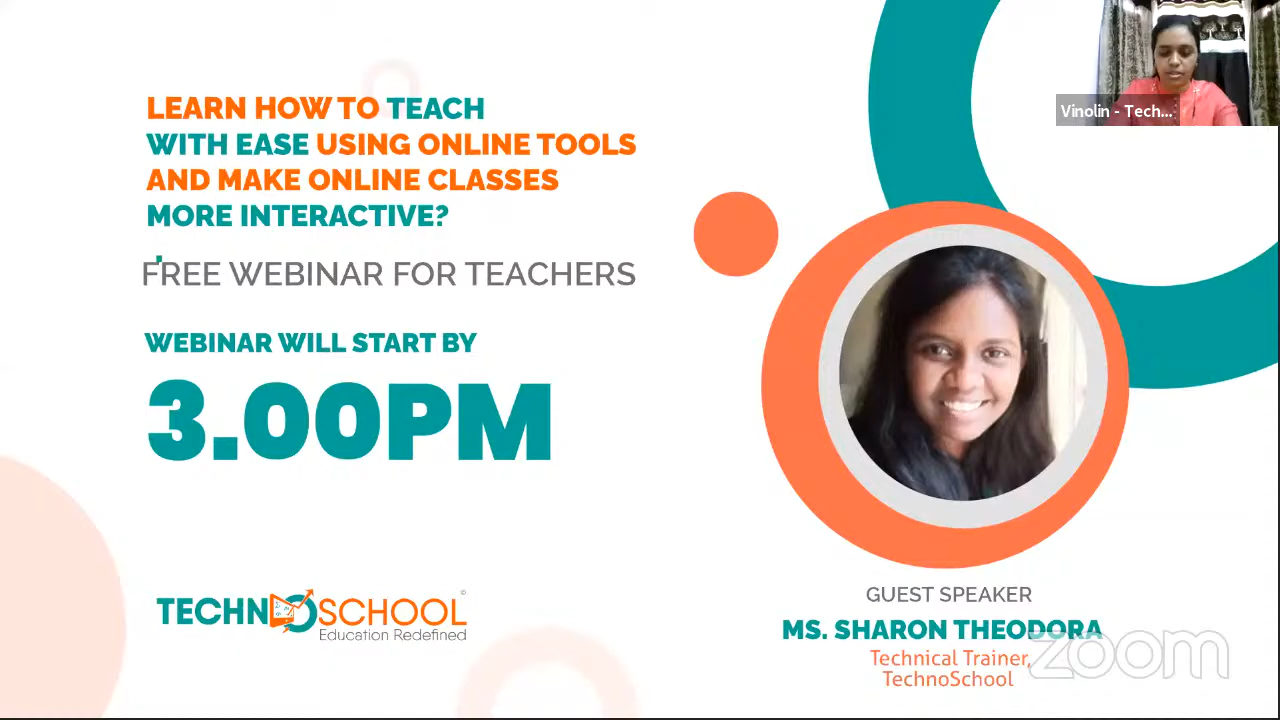 LEARN HOW TO TEACH
WITH EASE USING ONLINE TOOLS
AND MAKE ONLINE CLASSES
MORE INTERACTIVE?
FREE WEBINAR FOR TEACHERS
WEBINAR WILL START BY
3.00PM
TECHNOSCHOOL©
Education Redefined
Vinolin - Tech...
GUEST SPEAKER
MS. SHARON THEODORA
Technical Trainer,
TechnoSchool
zoom